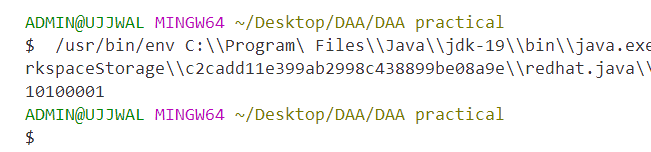 ADMIN@UJJWAL MINGW64 ~/Desktop/DAA/DAA practical
$  /usr/bin/env C:\\Program\ Files\\Java\\jdk-19\\bin\\java.exe
rkspaceStorage\\c2cadd11e399ab2998c438899be08a9e\\redhat.java\\
10100001
ADMIN@UJJWAL MINGW64 ~/Desktop/DAA/DAA practical
$